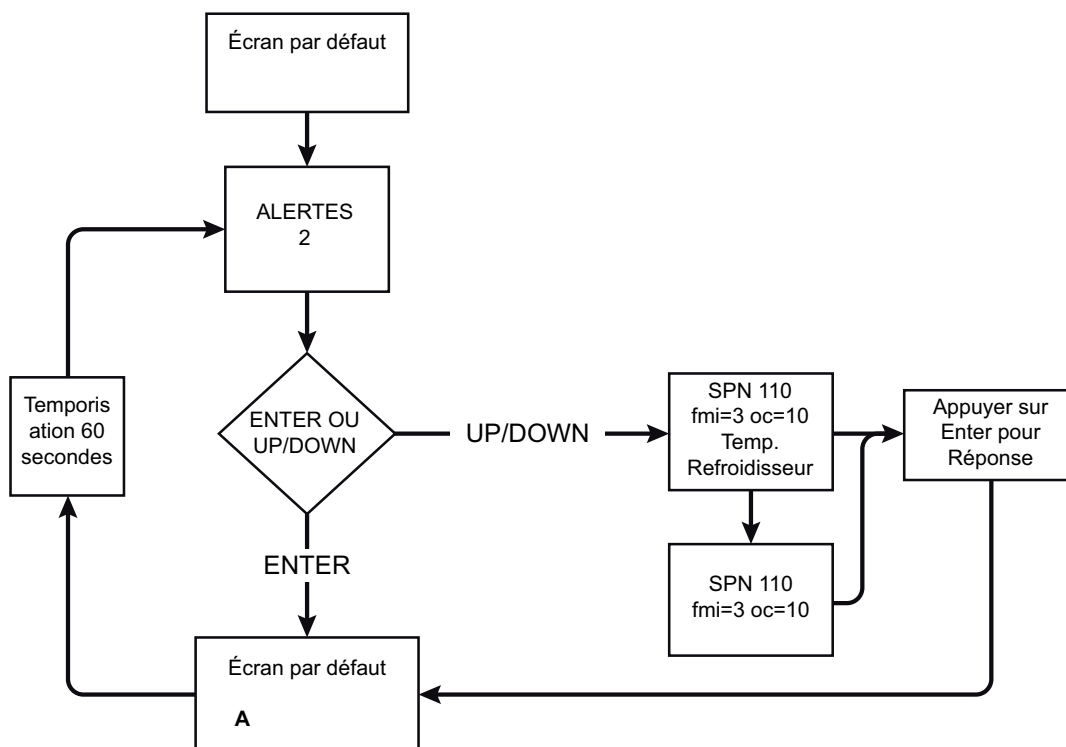 Écran par défaut
ALERTES
2
ENTER OU
UP/DOWN
UP/DOWN
ENTER
Temporis
ation 60
secondes
SPN 110
fmi=3 oc=10
Temp.
Refroidisseur
Appuyer sur
Enter pour
Réponse
SPN 110
fmi=3 oc=10
Écran par défaut
A